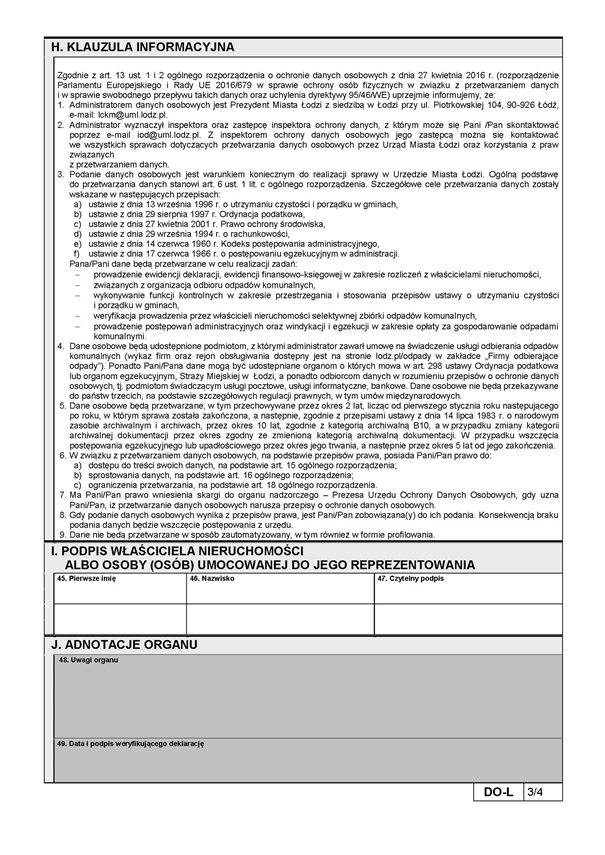 H. KLAUZULA INFORMACYJNA
Zgodnie z art. 13 ust. 1 i 2 ogólnego rozporządzenia o ochronie danych osobowych z dnia 27 kwietnia 2016 r. (rozporządzenie
Parlamentu Europejskiego i Rady UE 2016/679 w sprawie ochrony osób fizycznych w związku z przetwarzaniem danych
i w sprawie swobodnego przepływu takich danych oraz uchylenia dyrektywy 95/46/WE) uprzejmie informujemy, że:
1. Administratorem danych osobowych jest Prezydent Miasta Łodzi z siedzibą w Łodzi przy ul. Piotrkowskiej 104, 90-926 Łódź,
e-mail: lckm@uml.lodz.pl.
2. Administrator wyznaczył inspektora oraz zastępcę inspektora ochrony danych, z którym może się Pani /Pan skontaktować
poprzez e-mail iod@uml.lodz.pl. Z inspektorem ochrony danych osobowych jego zastępcą można się kontaktować
we wszystkich sprawach dotyczących przetwarzania danych osobowych przez Urząd Miasta Łodzi oraz korzystania z praw
związanych
z przetwarzaniem danych.
3. Podanie danych osobowych jest warunkiem koniecznym do realizacji sprawy w Urzędzie Miasta Łodzi. Ogólną podstawę
do przetwarzania danych stanowi art. 6 ust. 1 lit. c ogólnego rozporządzenia. Szczegółowe cele przetwarzania danych zostały
wskazane w następujących przepisach:
a) ustawie z dnia 13 września 1996 r. o utrzymaniu czystości i porządku w gminach,
b) ustawie z dnia 29 sierpnia 1997 r. Ordynacja podatkowa,
c) ustawie z dnia 27 kwietnia 2001 r. Prawo ochrony środowiska,
d) ustawie z dnia 29 września 1994 r. o rachunkowości,
e) ustawie z dnia 14 czerwca 1960 r. Kodeks postępowania administracyjnego,
f) ustawie z dnia 17 czerwca 1966 r. o postępowaniu egzekucyjnym w administracji.
Pana/Pani dane będą przetwarzane w celu realizacji zadań:
– prowadzenie ewidencji deklaracji, ewidencji finansowo-księgowej w zakresie rozliczeń z właścicielami nieruchomości,
– związanych z organizacją odbioru odpadów komunalnych,
– wykonywanie funkcji kontrolnych w zakresie przestrzegania i stosowania przepisów ustawy o utrzymaniu czystości
i porządku w gminach,
– weryfikacja prowadzenia przez właścicieli nieruchomości selektywnej zbiórki odpadów komunalnych,
– prowadzenie postępowań administracyjnych oraz windykacji i egzekucji w zakresie opłaty za gospodarowanie odpadami
komunalymi.
4. Dane osobowe będą udostępnione podmiotom, z którymi administrator zawarł umowę na świadczenie usługi odbierania odpadów
komunalnych (wykaz firm oraz rejon obsługiwania dostępny jest na stronie lodz.pl/odpady w zakładce „Firmy odbierające
odpady"). Ponadto Pani/Pana dane mogą być udostępniane organom o których mowa w art. 298 ustawy Ordynacja podatkowa
lub organom egzekucyjnym, Straży Miejskiej w Łodzi, a ponadto odbiorcom danych w rozumieniu przepisów o ochronie danych
osobowych, tj. podmiotom świadczącym usługi pocztowe, usługi informatyczne, bankowe. Dane osobowe nie będą przekazywane
do państw trzecich, na podstawie szczegółowych regulacji prawnych, w tym umów międzynarodowych.
5. Dane osobowe będą przetwarzane, w tym przechowywane przez okres 2 lat, licząc od pierwszego stycznia roku następującego
po roku, w którym sprawa została zakończona, a następnie, zgodnie z przepisami ustawy z dnia 14 lipca 1983 r. o narodowym
zasobie archiwalnym i archiwach, przez okres 10 lat, zgodnie z kategorią archiwalną B10, a w przypadku zmiany kategorii
archiwalnej dokumentacji przez okres zgodny ze zmienioną kategorią archiwalną dokumentacji. W przypadku wszczęcia
postępowania egzekucyjnego lub upadłościowego przez okres jego trwania, a następnie przez okres 5 lat od jego zakończenia.
6. W związku z przetwarzaniem danych osobowych, na podstawie przepisów prawa, posiada Pani/Pan prawo do:
a) dostępu do treści swoich danych, na podstawie art. 15 ogólnego rozporządzenia;
b) sprostowania danych, na podstawie art. 16 ogólnego rozporządzenia;
c) ograniczenia przetwarzania, na podstawie art. 18 ogólnego rozporządzenia.
7. Ma Pani/Pan prawo wniesienia skargi do organu nadzorczego – Prezesa Urzędu Ochrony Danych Osobowych, gdy uzna
Pani/Pan, iż przetwarzanie danych osobowych narusza przepisy o ochronie danych osobowych.
8. Gdy podanie danych osobowych wynika z przepisów prawa, jest Pani/Pan zobowiązana(y) do ich podania. Konsekwencją braku
podania danych będzie wszczęcie postępowania z urzędu.
9. Dane nie będą przetwarzane w sposób zautomatyzowany, w tym również w formie profilowania.
I. PODPIS WŁAŚCICIELA NIERUCHOMOŚCI
ALBO OSOBY (OSÓB) UMOCOWANEJ DO JEGO REPREZENTOWANIA
45. Pierwsze imię 46. Nazwisko 47. Czytelny podpis
J. ADNOTACJE ORGANU
48. Uwagi organu
49. Data i podpis weryfikującego deklarację
DO-L 3/4